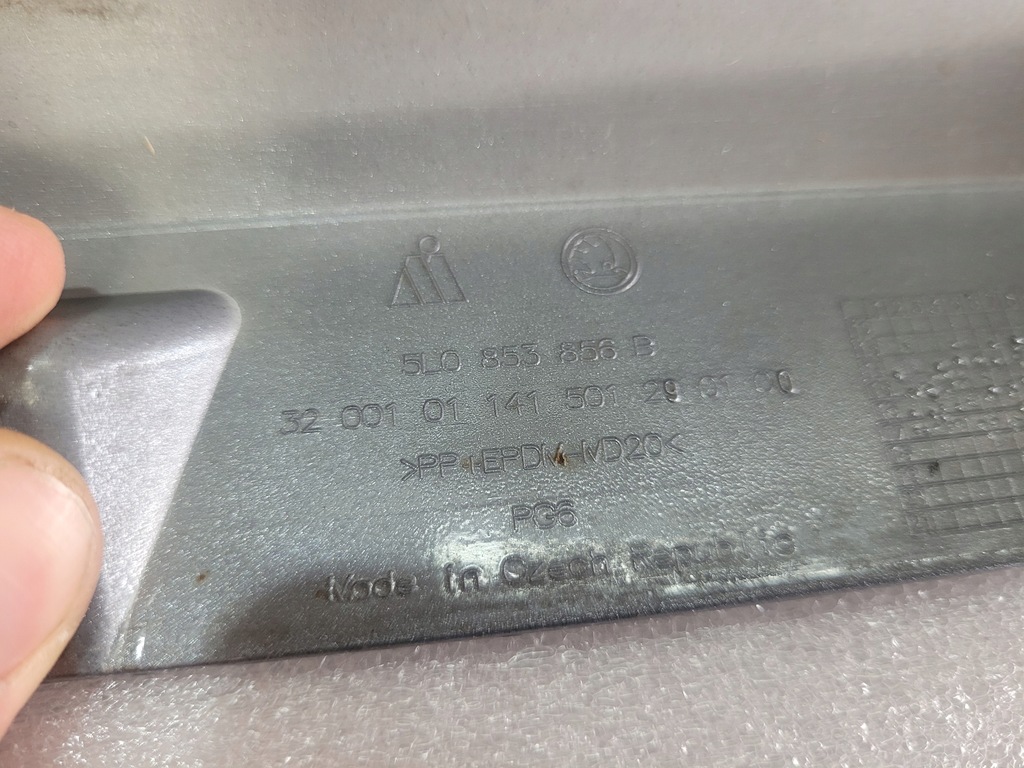 5L0 853 856 B
32 001 01 141 501 29 01 00
>PP+EPDM-MD20<
PG6
Made in Czech Republic